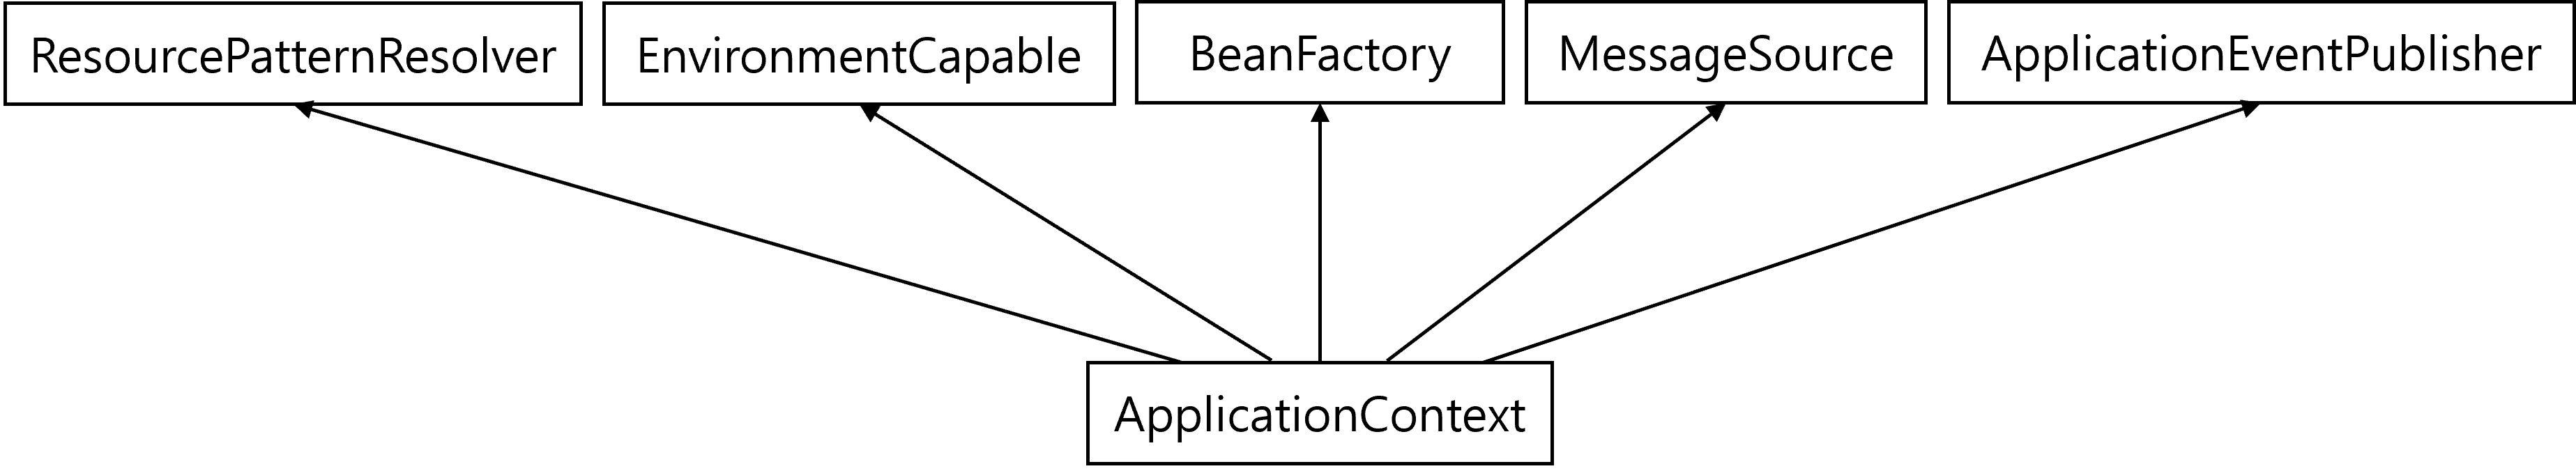 ResourcePatternResolver
EnvironmentCapable
BeanFactory
MessageSource
ApplicationEventPublisher
ApplicationContext